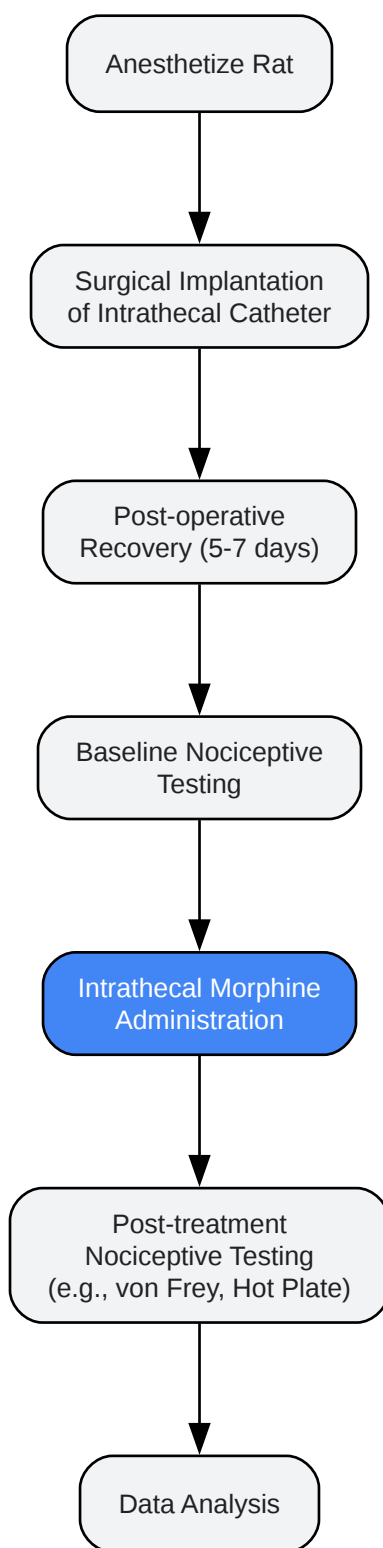 Anesthetize Rat
Surgical Implantation
of Intrathecal Catheter
Post-operative
Recovery (5-7 days)
Baseline Nociceptive
Testing
Intrathecal Morphine
Administration
Post-treatment
Nociceptive Testing
(e.g., von Frey, Hot Plate)
Data Analysis